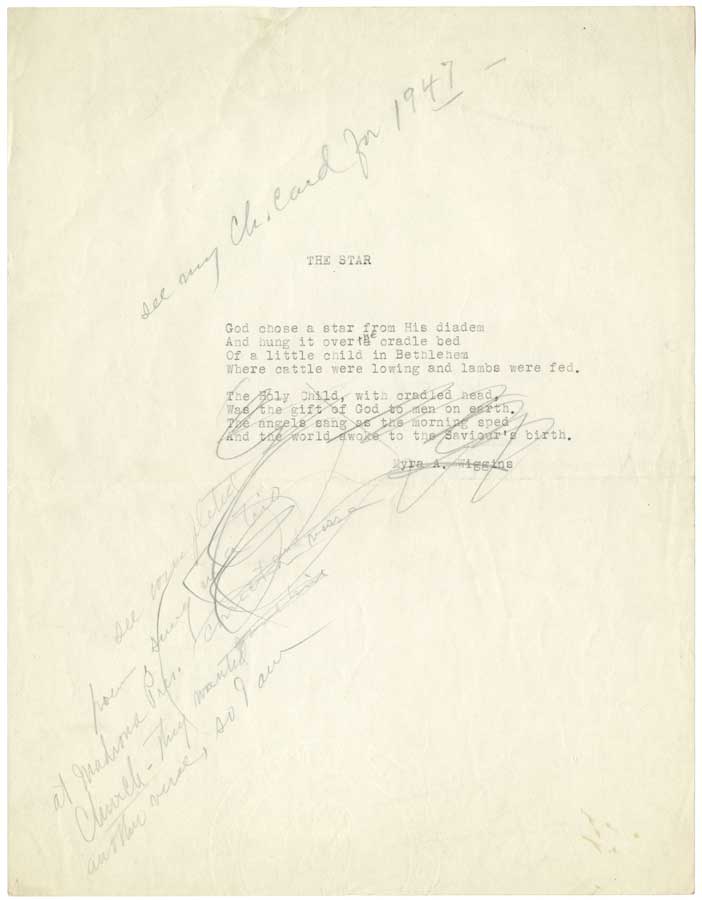 see my Ch. Card for 1947 -
THE STAR
God chose a star from His diadem
And hung it over the cradle bed
Of a little child in Bethlehem
Where cattle were lowing and lambs were fed.
The Holy Child, with cradled head,
Was the gift of God to men on earth.
The angels sang as the morning sped
And the world awoke to the Saviour's birth.
Myra A. Wiggins
see completed
poem sung in a trio
at Madrona Pres.
Church - They wanted
another verse, so I am